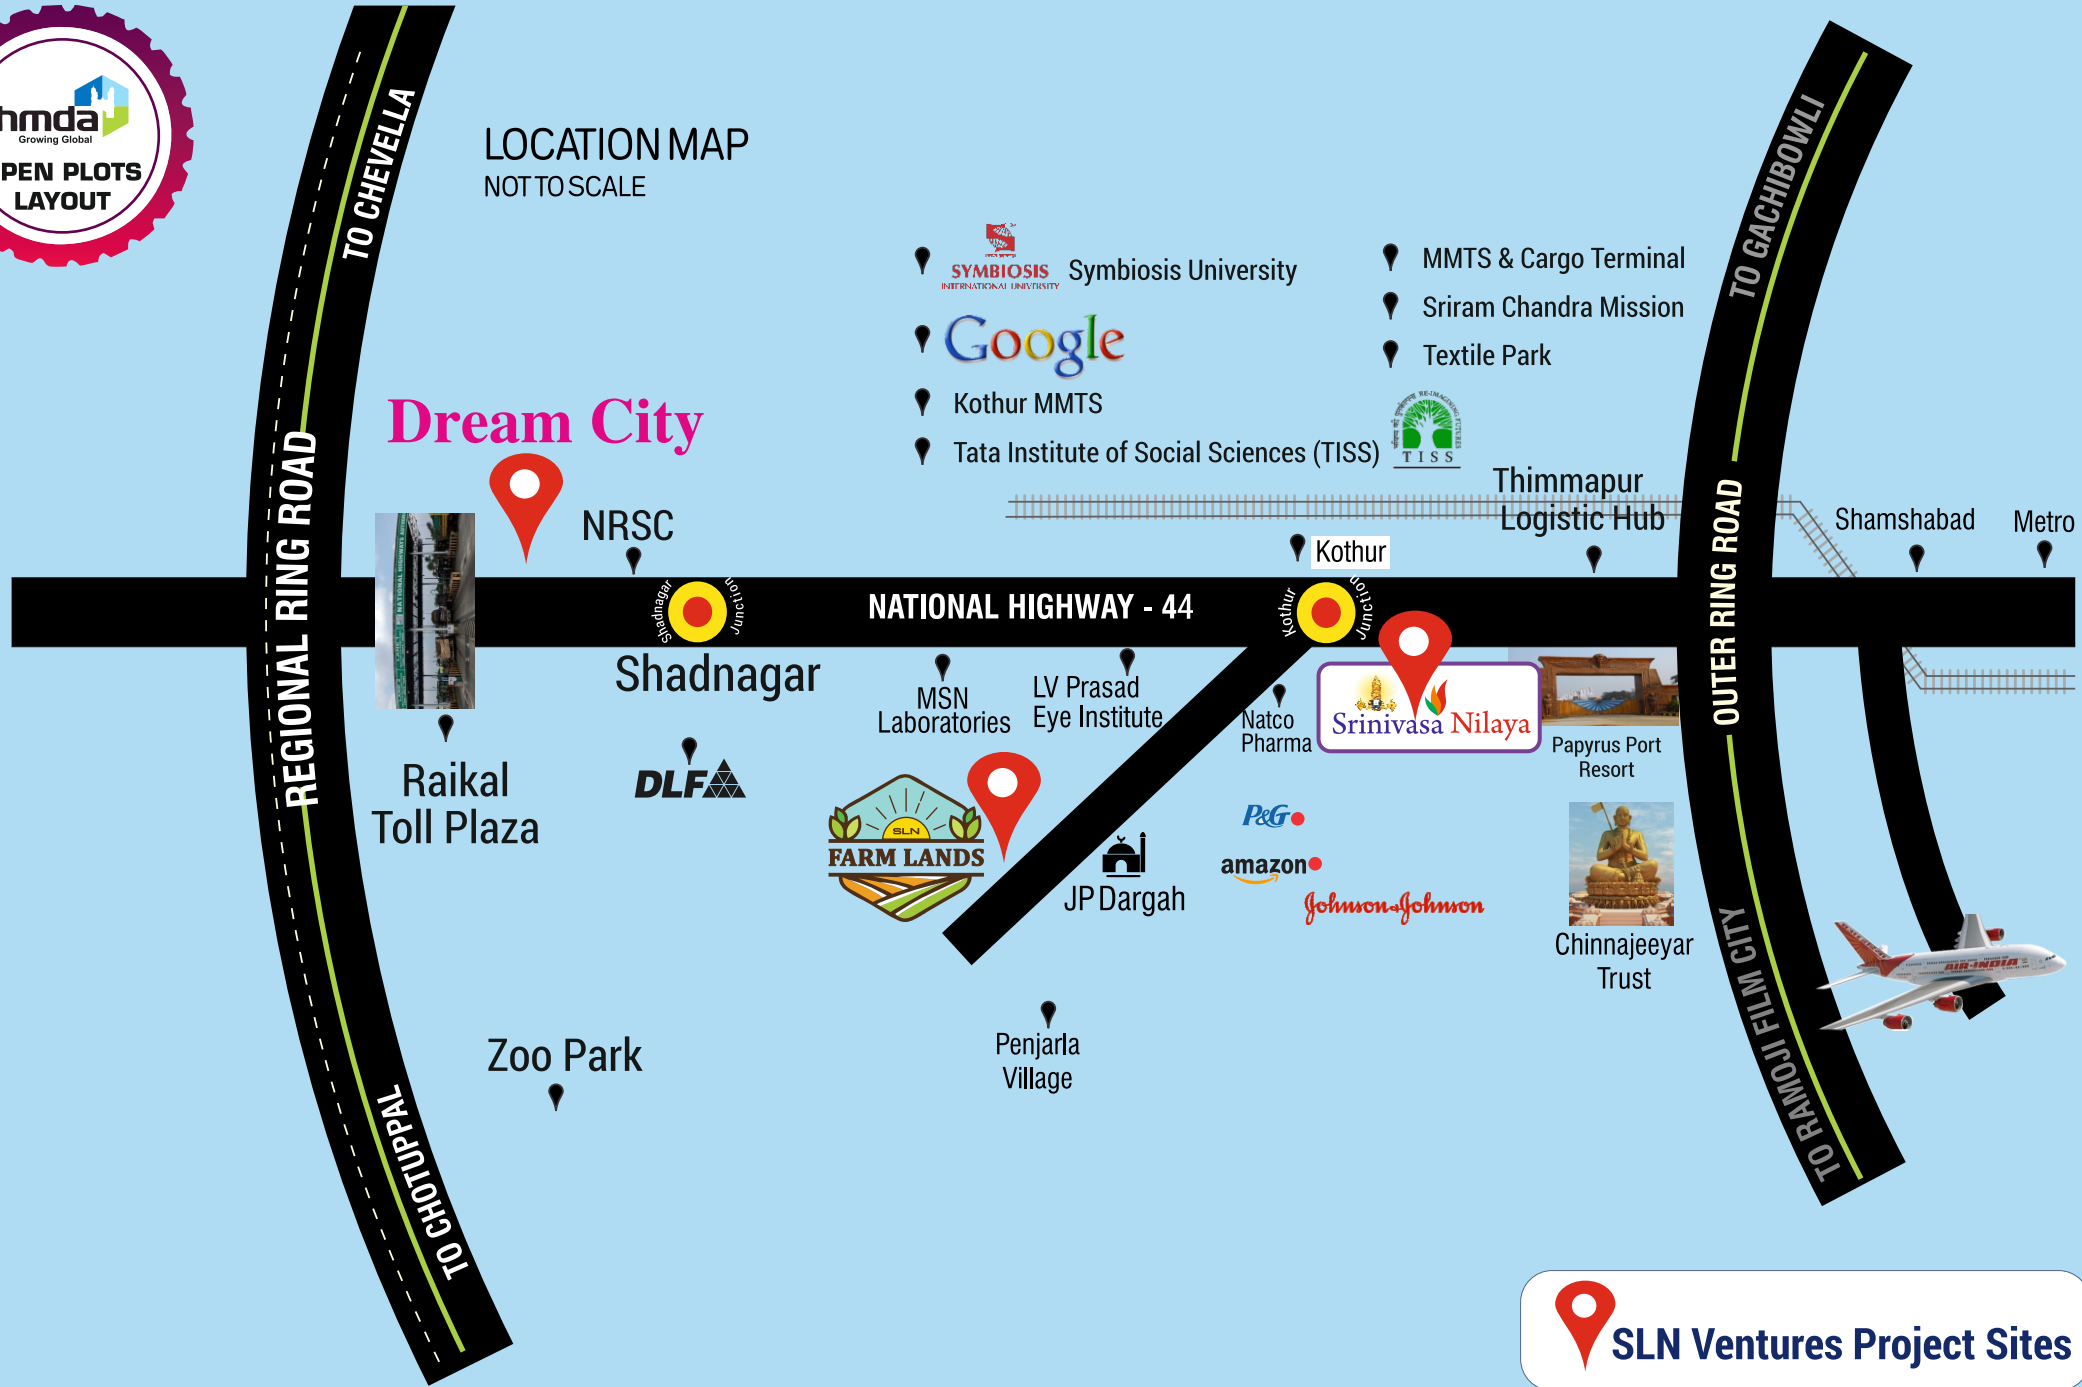 hmda
Growing Global
PEN PLOTS
LAYOUT
TO CHEVELLA
LOCATION MAP
NOT TO SCALE
SYMBIOSIS
INTERNATIONAL UNIVERSITY
Symbiosis University
Google
Kothur MMTS
Tata Institute of Social Sciences (TISS)
MMTS & Cargo Terminal
Sriram Chandra Mission
Textile Park
RE-IMAGINING FUTURES
TISS
TO GACHIBOWLI
Dream City
NRSC
REGIONAL RING ROAD
Thimmapur
Logistic Hub
Kothur
OUTER RING ROAD
Shamshabad
Metro
Shadnagar
Junction
NATIONAL HIGHWAY - 44
Kothur
Junction
Shadnagar
MSN
Laboratories
LV Prasad
Eye Institute
Natco
Pharma
Srinivasa Nilaya
Papyrus Port
Resort
Raikal
Toll Plaza
DLF
SLN
FARM LANDS
JP Dargah
P&G
amazon
Johnson & Johnson
Chinnajeeyar
Trust
AIR-INDIA
TO RAMOJI FILM CITY
Zoo Park
Penjarla
Village
TO CHOTUPPAL
SLN Ventures Project Sites